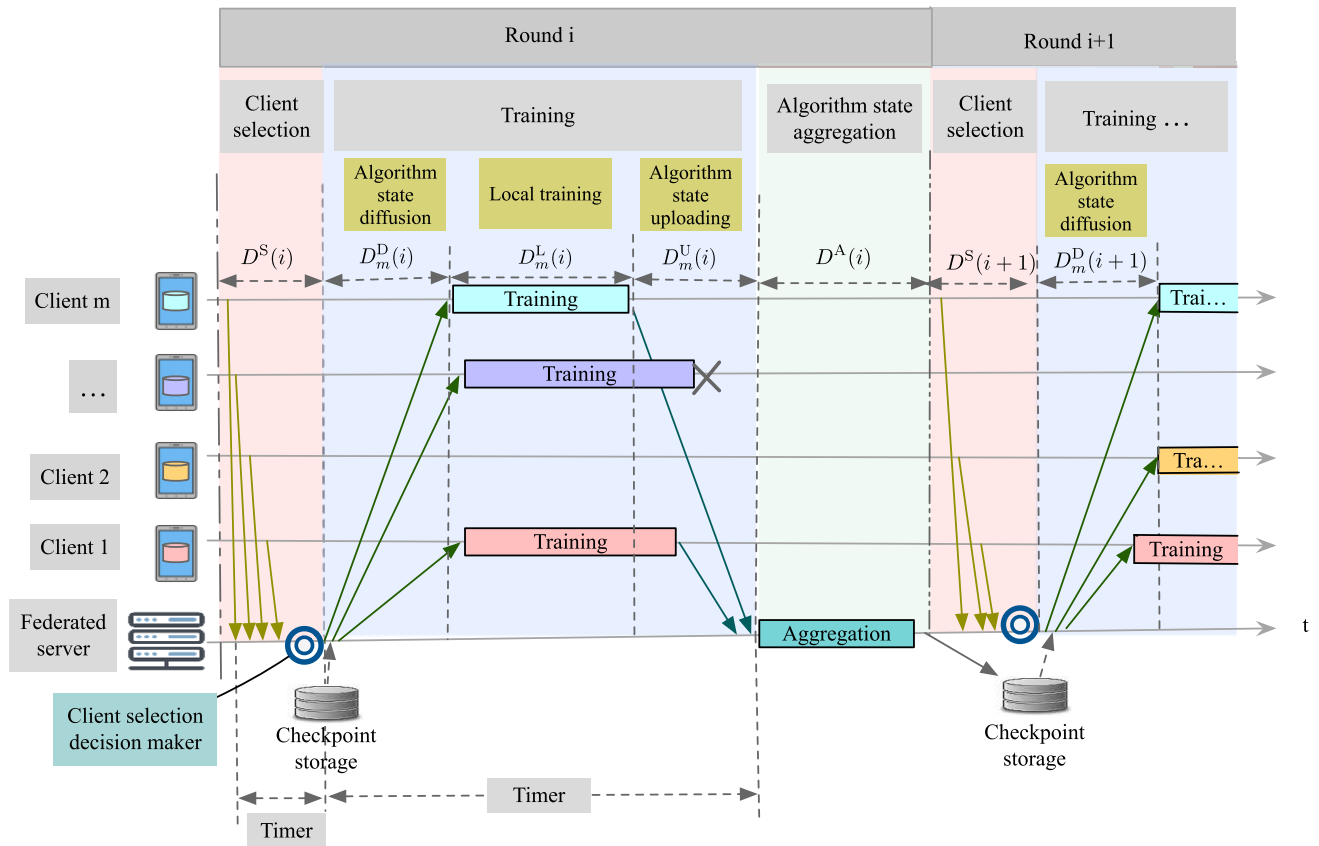 Round i
Round i+1
Client
selection
Training
Algorithm state
aggregation
Client
selection
Training …
Algorithm
state
diffusion
Local training
Algorithm
state
uploading
Algorithm
state
diffusion
D^S(i)
D_m^D(i)
D_m^L(i)
D_m^U(i)
D^A(i)
D^S(i+1)
D_m^D(i+1)
Client m
Training
Trai…
…
Training
Client 2
Tra…
Client 1
Training
Training
Federated
server
Aggregation
t
Client selection
decision maker
Checkpoint
storage
Checkpoint
storage
Timer
Timer